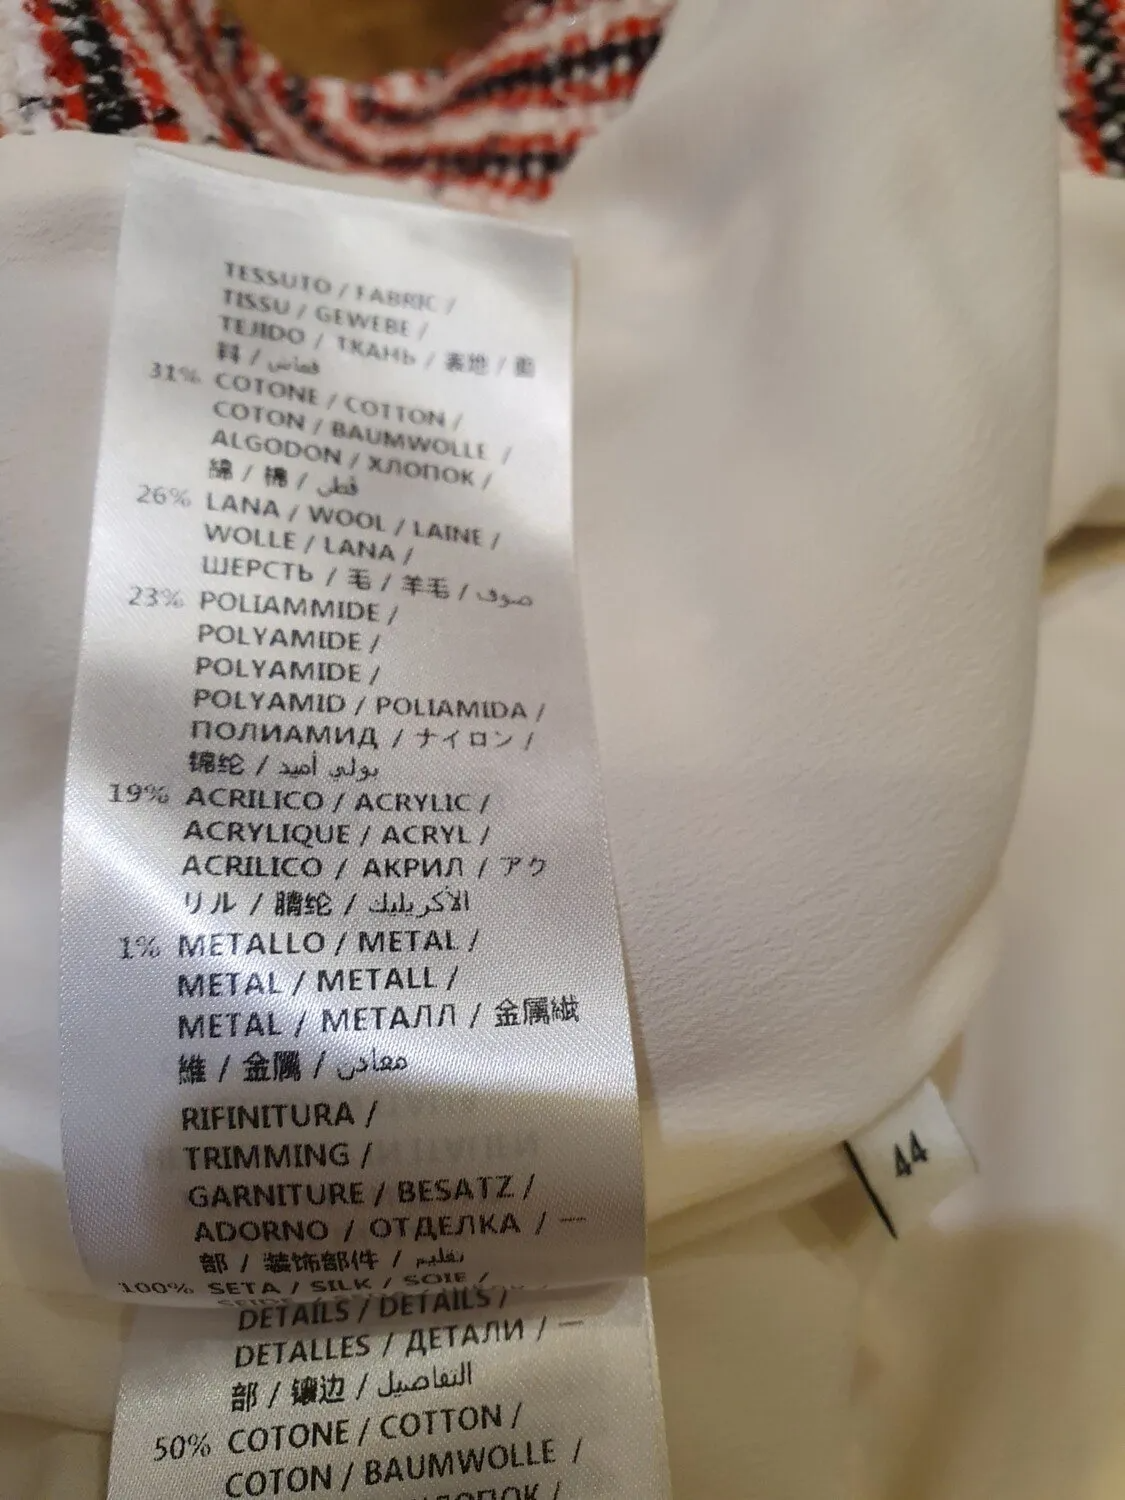 TESSUTO / FABRIC /
TISSU / GEWEBE /
TEJIDO / ТКАНЬ / 表地 / 面
料 / قماش
31% COTONE / COTTON /
COTON / BAUMWOLLE /
ALGODON / ХЛОПОК /
綿 / 棉 / قطن
26% LANA / WOOL / LAINE /
WOLLE / LANA /
ШЕРСТЬ / 毛 / 羊毛 / صوف
23% POLIAMMIDE /
POLYAMIDE /
POLYAMIDE /
POLYAMID / POLIAMIDA /
ПОЛИАМИД / ナイロン /
锦纶 / بولي أميد
19% ACRILICO / ACRYLIC /
ACRYLIQUE / ACRYL /
ACRILICO / АКРИЛ / アク
リル / 腈纶 / الأكريليك
1% METALLO / METAL /
METAL / METALL /
METAL / МЕТАЛЛ / 金属繊
維 / 金属 / معادن
RIFINITURA /
TRIMMING /
GARNITURE / BESATZ /
ADORNO / ОТДЕЛКА / 一
部 / 装饰部件 / تقليم
100% SETA / SILK / SOIE /
DETAILS / DETAILS /
DETALLES / ДЕТАЛИ / 一
部 / 镶边 / التفاصيل
50% COTONE / COTTON /
COTON / BAUMWOLLE /
44